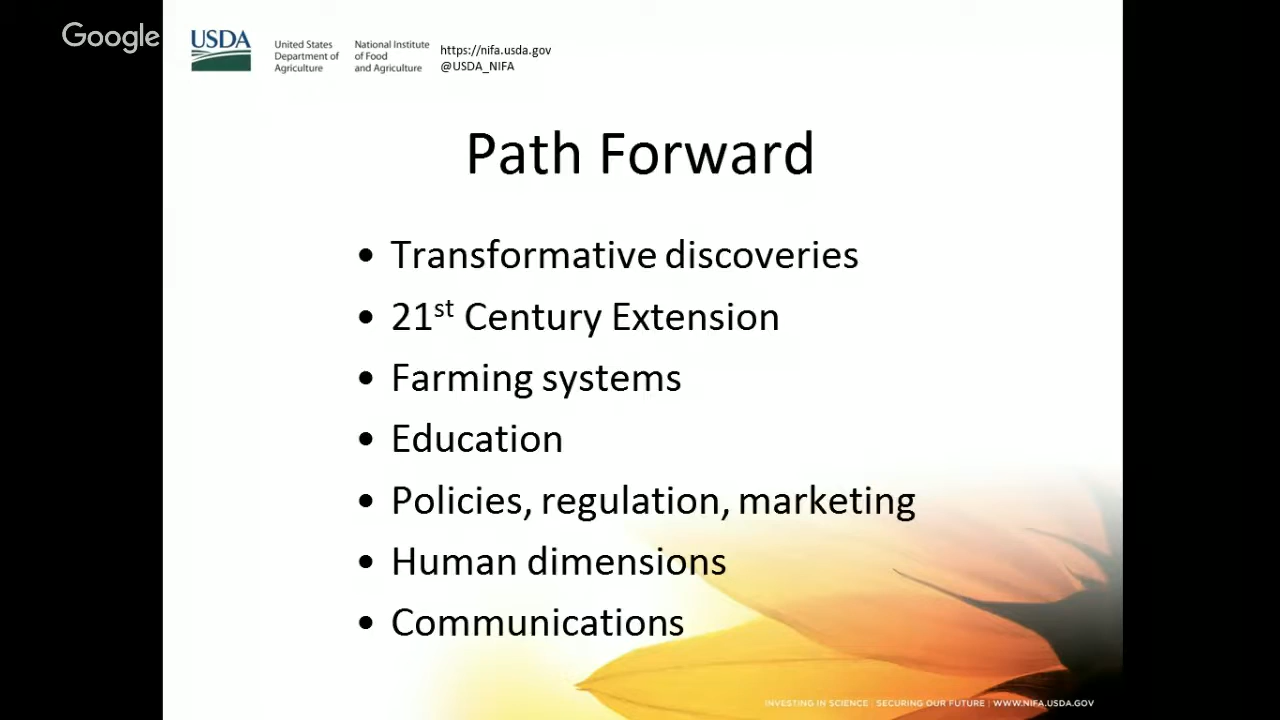 Google
USDA
United States
Department of
Agriculture
National Institute
of Food
and Agriculture
https://nifa.usda.gov
@USDA_NIFA
Path Forward
• Transformative discoveries
• 21st Century Extension
• Farming systems
• Education
• Policies, regulation, marketing
• Human dimensions
• Communications
INVESTING IN SCIENCE | SECURING OUR FUTURE | WWW.NIFA.USDA.GOV